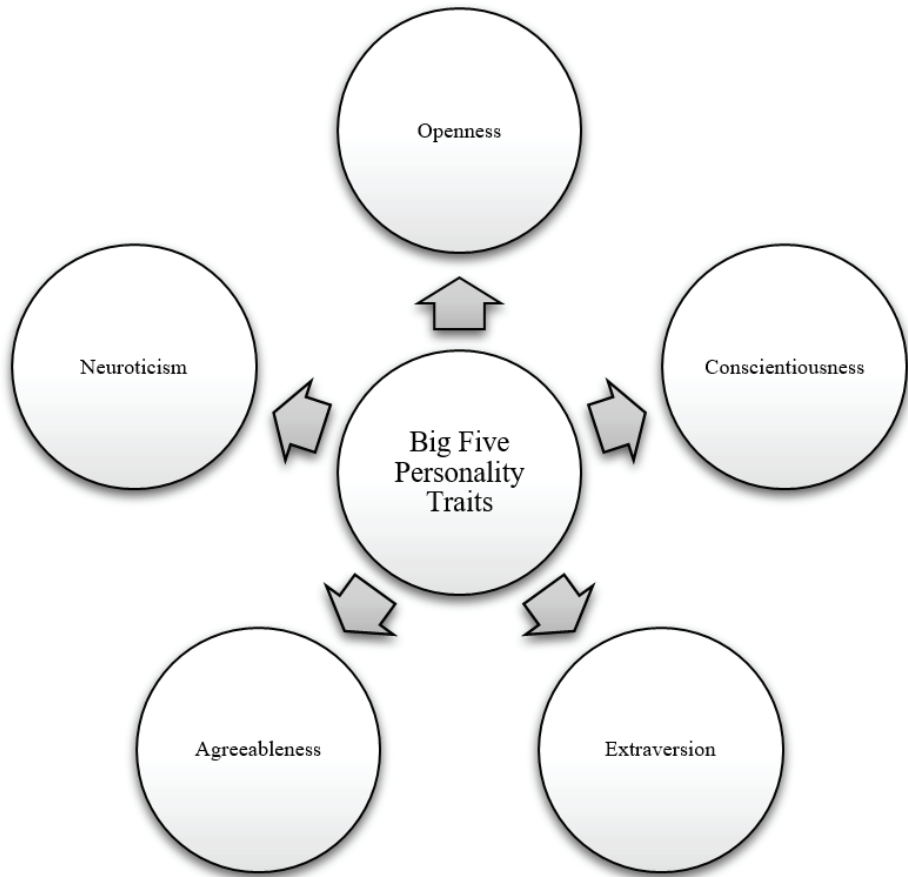 Openness
Neuroticism
Conscientiousness
Big Five
Personality
Traits
Agreeableness
Extraversion